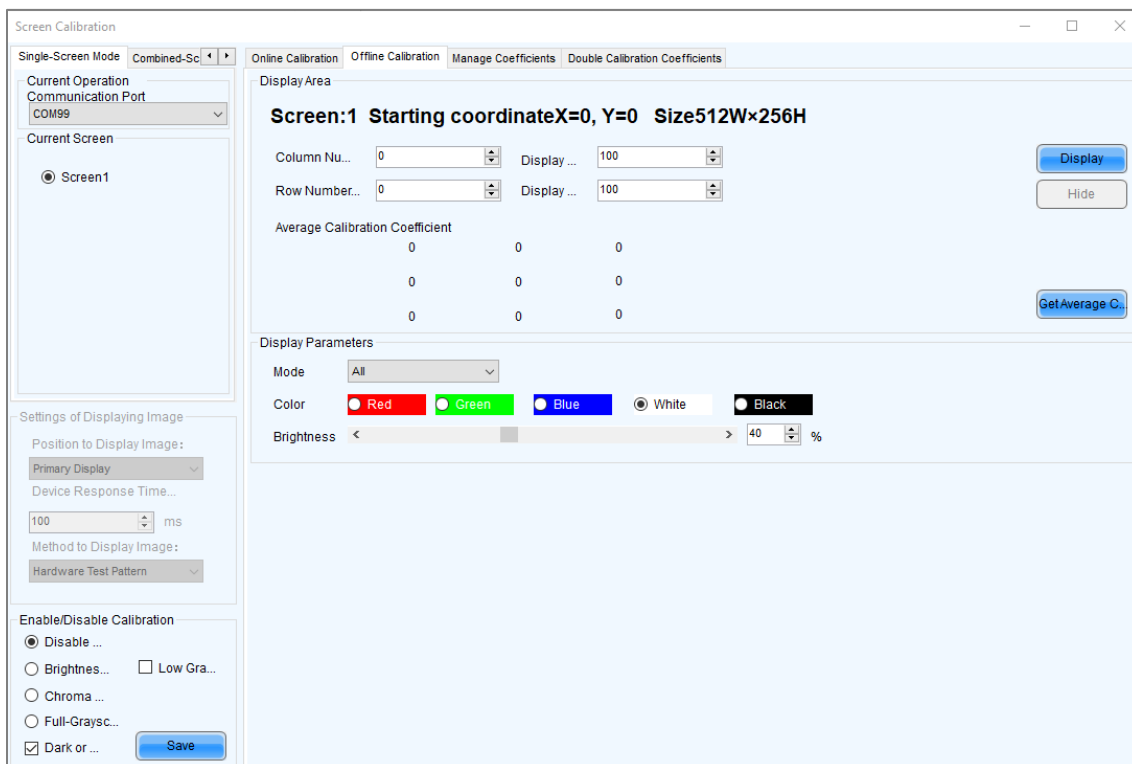 Screen Calibration
Single-Screen Mode
Combined-Sc
Current Operation
Communication Port
COM99
Current Screen
Screen1
Settings of Displaying Image
Position to Display Image:
Primary Display
Device Response Time...
100 ms
Method to Display Image:
Hardware Test Pattern
Enable/Disable Calibration
Disable ...
Brightnes... Low Gra...
Chroma ...
Full-Graysc...
Dark or ... Save
Online Calibration Offline Calibration Manage Coefficients Double Calibration Coefficients
Display Area
Screen:1 Starting coordinateX=0, Y=0 Size512W×256H
Column Nu... 0 Display ... 100 Display
Row Number... 0 Display ... 100 Hide
Average Calibration Coefficient
0 0 0
0 0 0
0 0 0
Get Average C...
Display Parameters
Mode All
Color Red Green Blue White Black
Brightness < > 40 %